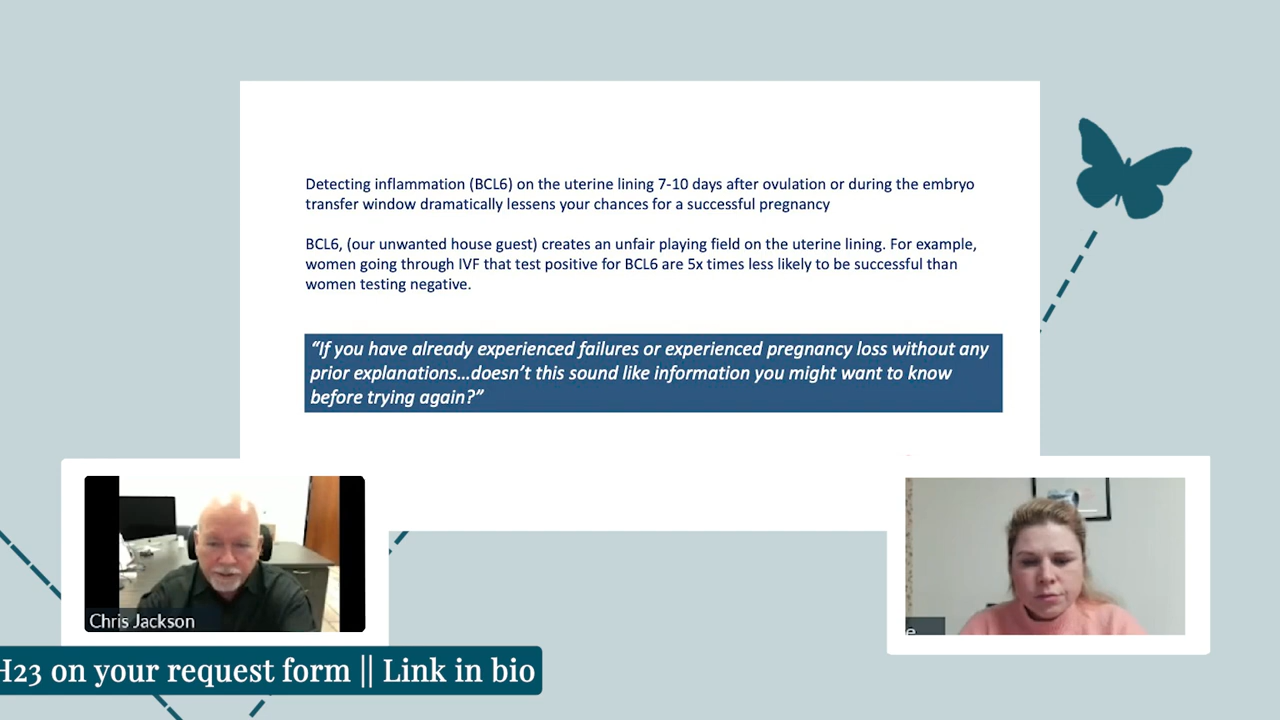 Detecting inflammation (BCL6) on the uterine lining 7-10 days after ovulation or during the embryo
transfer window dramatically lessens your chances for a successful pregnancy
BCL6, (our unwanted house guest) creates an unfair playing field on the uterine lining. For example,
women going through IVF that test positive for BCL6 are 5x times less likely to be successful than
women testing negative.
“If you have already experienced failures or experienced pregnancy loss without any
prior explanations...doesn’t this sound like information you might want to know
before trying again?”
Chris Jackson
e
H23 on your request form || Link in bio